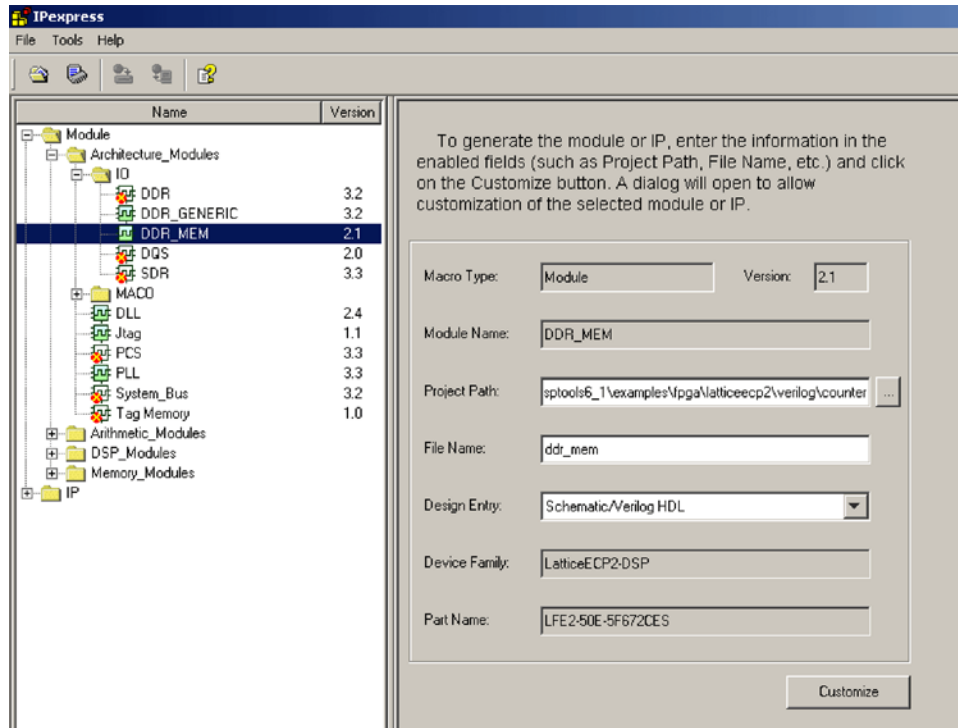 IPexpress
File Tools Help
Name Version
Module
Architecture_Modules
IO
DDR 3.2
DDR_GENERIC 3.2
DDR_MEM 2.1
DQS 2.0
SDR 3.3
MACO
DLL 2.4
Jtag 1.1
PCS 3.3
PLL 3.3
System_Bus 3.2
Tag Memory 1.0
Arithmetic_Modules
DSP_Modules
Memory_Modules
IP
To generate the module or IP, enter the information in the
enabled fields (such as Project Path, File Name, etc.) and click
on the Customize button. A dialog will open to allow
customization of the selected module or IP.
Macro Type: Module Version: 2.1
Module Name: DDR_MEM
Project Path: sptools6_1\examples\fpga\latticeecp2\verilog\counter ...
File Name: ddr_mem
Design Entry: Schematic/Verilog HDL
Device Family: LatticeECP2-DSP
Part Name: LFE2-50E-5F672CES
Customize